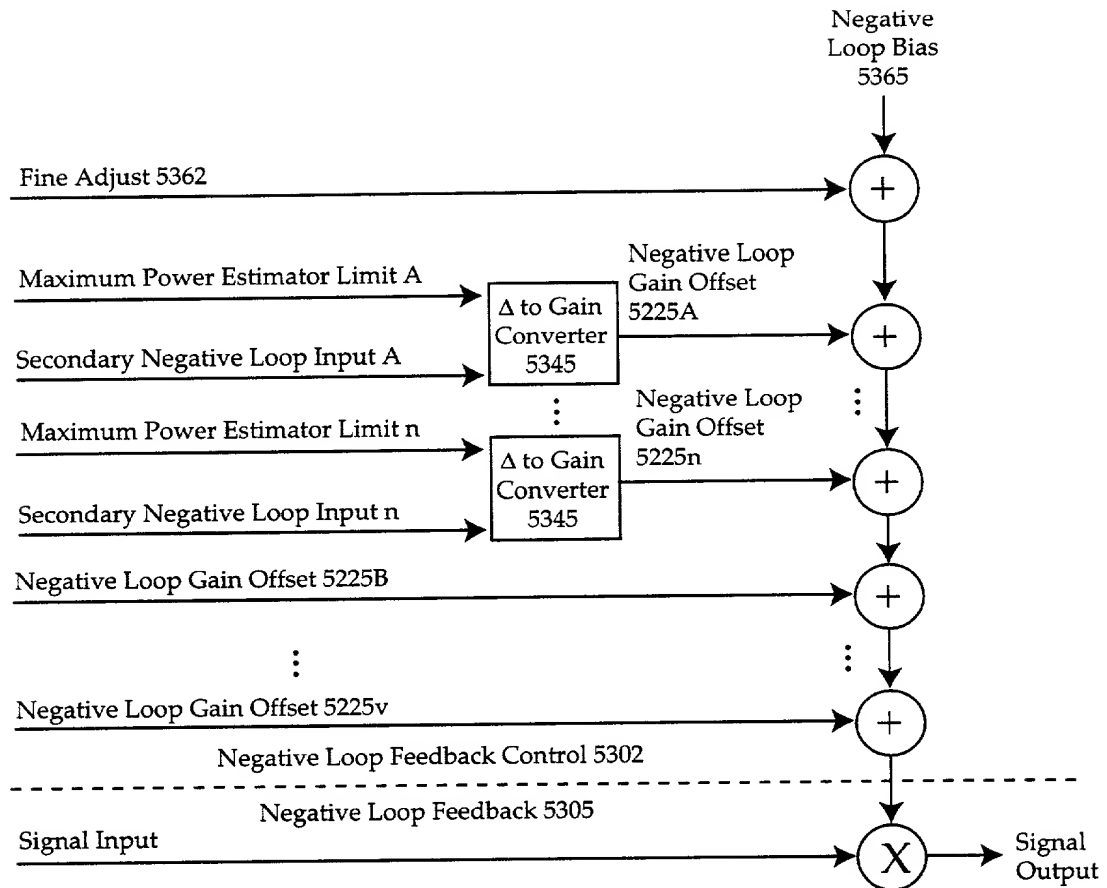 Negative
Loop Bias
5365
Fine Adjust 5362
+
Maximum Power Estimator Limit A
Secondary Negative Loop Input A
Δ to Gain
Converter
5345
Negative Loop
Gain Offset
5225A
+
Maximum Power Estimator Limit n
Secondary Negative Loop Input n
Δ to Gain
Converter
5345
Negative Loop
Gain Offset
5225n
+
Negative Loop Gain Offset 5225B
+
Negative Loop Gain Offset 5225v
+
Negative Loop Feedback Control 5302
Negative Loop Feedback 5305
Signal Input
X
Signal
Output